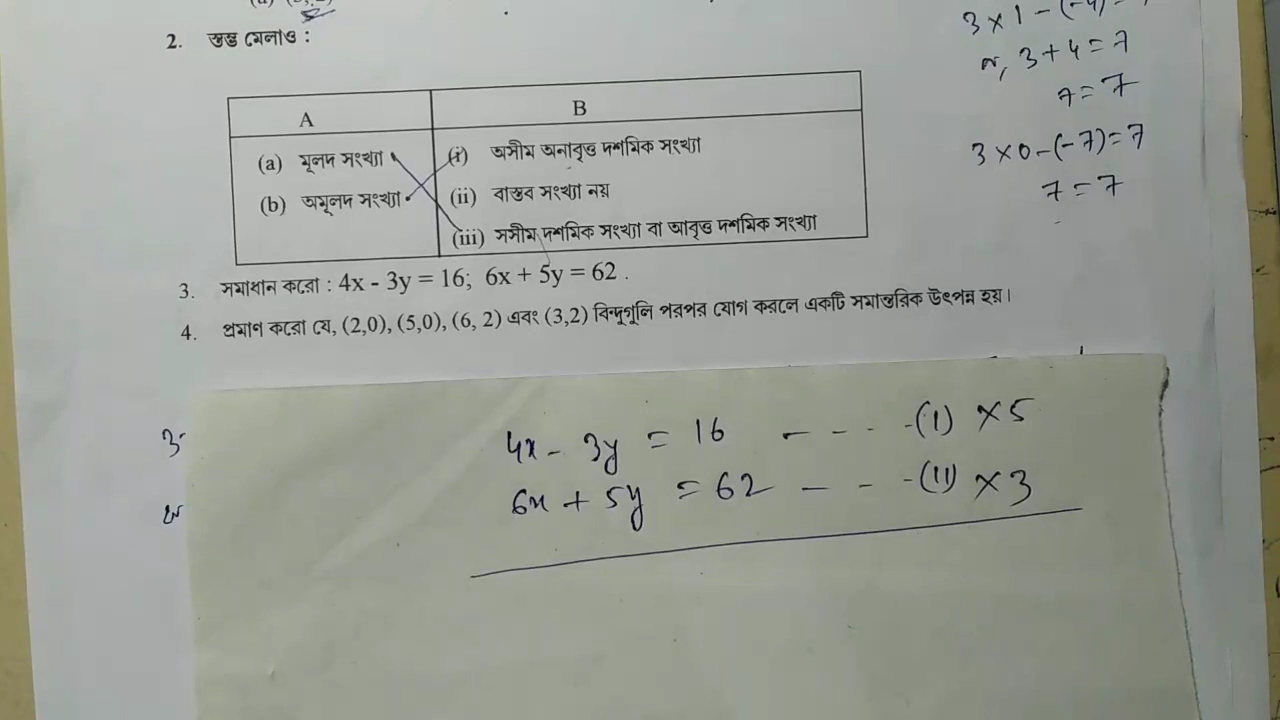 2. স্তম্ভ মেলাও :
A B
(a) মূলদ সংখ্যা (i) অসীম অনাবৃত্ত দশমিক সংখ্যা
(b) অমূলদ সংখ্যা (ii) বাস্তব সংখ্যা নয়
(iii) সসীম দশমিক সংখ্যা বা আবৃত্ত দশমিক সংখ্যা
3. সমাধান করো : 4x - 3y = 16; 6x + 5y = 62 .
4. প্রমাণ করো যে, (2,0), (5,0), (6, 2) এবং (3,2) বিন্দুগুলি পরপর যোগ করলে একটি সমান্তরিক উৎপন্ন হয়।
3 x 1 - (-4) =
বা, 3 + 4 = 7
7 = 7
3 x 0 - (-7) = 7
7 = 7
4x - 3y = 16 - - - - (I) x 5
6x + 5y = 62 - - - - (II) x 3